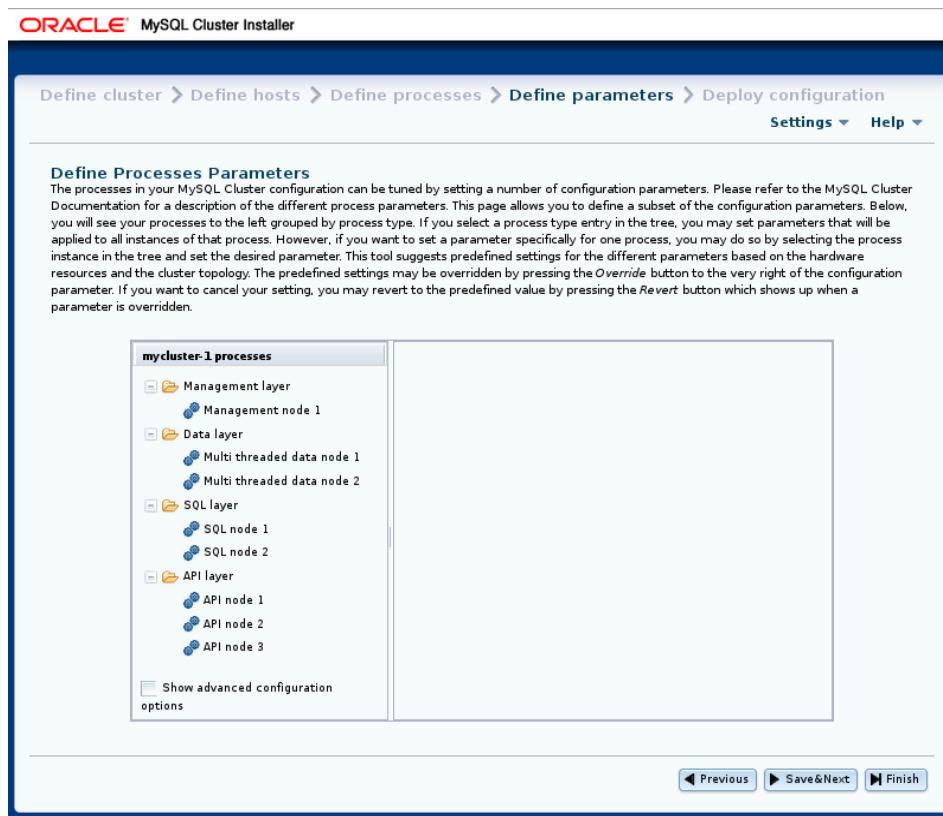 ORACLE® MySQL Cluster Installer
Define cluster > Define hosts > Define processes > Define parameters > Deploy configuration
Settings Help
Define Processes Parameters
The processes in your MySQL Cluster configuration can be tuned by setting a number of configuration parameters. Please refer to the MySQL Cluster
Documentation for a description of the different process parameters. This page allows you to define a subset of the configuration parameters. Below,
you will see your processes to the left grouped by process type. If you select a process type entry in the tree, you may set parameters that will be
applied to all instances of that process. However, if you want to set a parameter specifically for one process, you may do so by selecting the process
instance in the tree and set the desired parameter. This tool suggests predefined settings for the different parameters based on the hardware
resources and the cluster topology. The predefined settings may be overridden by pressing the Override button to the very right of the configuration
parameter. If you want to cancel your setting, you may revert to the predefined value by pressing the Revert button which shows up when a
parameter is overridden.
mycluster-1 processes
Management layer
Management node 1
Data layer
Multi threaded data node 1
Multi threaded data node 2
SQL layer
SQL node 1
SQL node 2
API layer
API node 1
API node 2
API node 3
Show advanced configuration
options
Previous Save&Next Finish